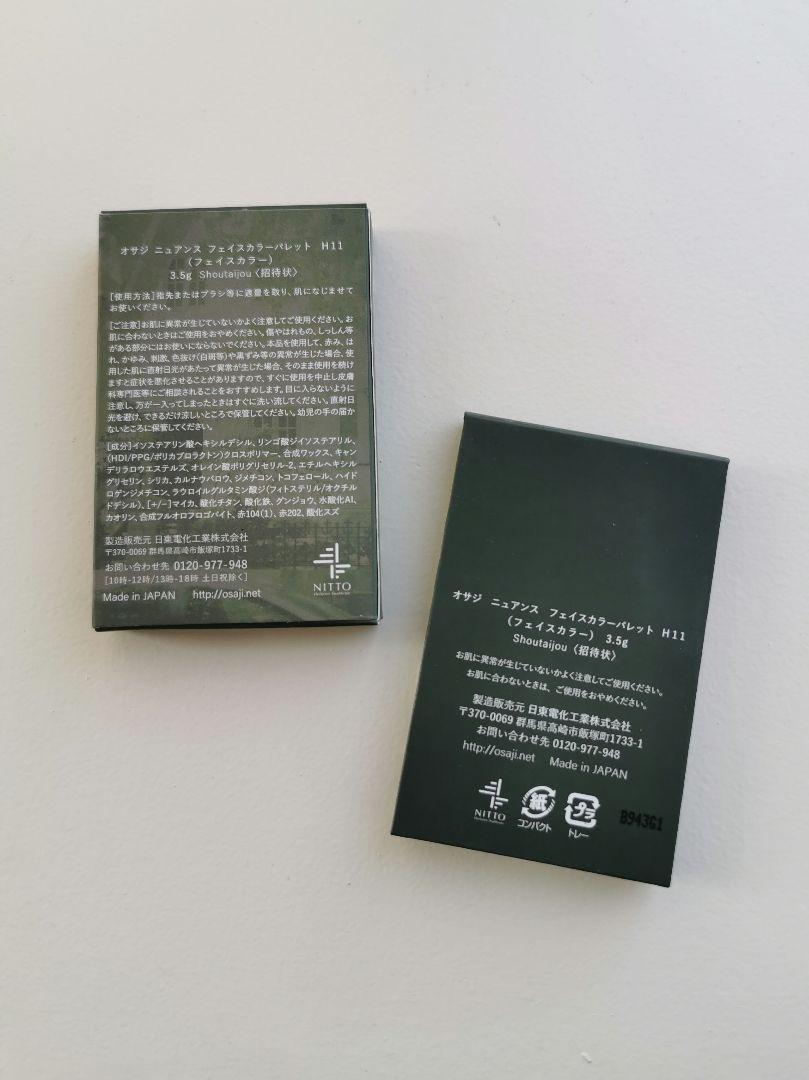 オサジ ニュアンス フェイスカラーパレット H11
（フェイスカラー）
3.5g Shoutaijou〈招待状〉
[使用方法]指先またはブラシ等に適量を取り、肌になじませて
お使いください。
[ご注意]お肌に異常が生じていないかよく注意してご使用ください。お
肌に合わないときはご使用をおやめください。傷やはれもの、しっしん等
がある部分にはお使いにならないでください。本品を使用して、赤み、は
れ、かゆみ、刺激、色抜け(白斑等)や黒ずみ等の異常が生じた場合、使
用した肌に直射日光があたって異常が生じた場合、そのまま使用を続け
ますと症状を悪化させることがありますので、すぐに使用を中止し皮膚
科専門医等にご相談されることをおすすめします。目に入らないように
注意し、万が一入ってしまったときはすぐに洗い流してください。直射日
光を避け、できるだけ涼しいところで保管してください。幼児の手の届か
ないところに保管してください。
[成分]イソステアリン酸ヘキシルデシル、リンゴ酸ジイソステアリル、
(HDI/PPG/ポリカプロラクトン)クロスポリマー、合成ワックス、キャン
デリラロウエステルズ、オレイン酸ポリグリセリル-2、エチルヘキシル
グリセリン、シリカ、カルナウバロウ、ジメチコン、トコフェロール、ハイド
ロゲンジメチコン、ラウロイルグルタミン酸ジ(フィトステリル/オクチル
ドデシル)、[+/−]マイカ、酸化チタン、酸化鉄、グンジョウ、水酸化Al、
カオリン、合成フルオロフロゴパイト、赤104(1)、赤202、酸化スズ
製造販売元 日東電化工業株式会社
〒370-0069 群馬県高崎市飯塚町1733-1
お問い合わせ先 0120-977-948
[10時-12時/13時-18時 土日祝除く]
Made in JAPAN http://osaji.net
NITTO
オサジ ニュアンス フェイスカラーパレット H11
（フェイスカラー） 3.5g
Shoutaijou〈招待状〉
お肌に異常が生じていないかよく注意してご使用ください。
お肌に合わないときは、ご使用をおやめください。
製造販売元 日東電化工業株式会社
〒370-0069 群馬県高崎市飯塚町1733-1
お問い合わせ先 0120-977-948
http://osaji.net Made in JAPAN
NITTO
紙
コンパクト
プラ
トレー
B943G1